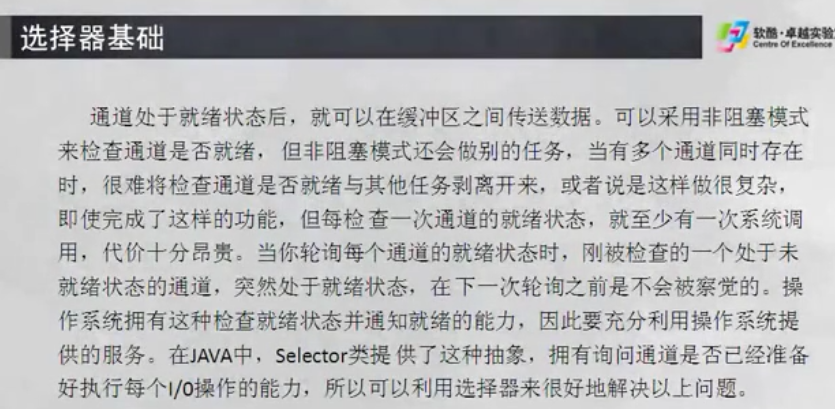 选择器基础
软酷·卓越实验
Centre Of Excellence
通道处于就绪状态后，就可以在缓冲区之间传送数据。可以采用非阻塞模式
来检查通道是否就绪，但非阻塞模式还会做别的任务，当有多个通道同时存在
时，很难将检查通道是否就绪与其他任务剥离开来，或者说是这样做很复杂，
即使完成了这样的功能，但每检查一次通道的就绪状态，就至少有一次系统调
用，代价十分昂贵。当你轮询每个通道的就绪状态时，刚被检查的一个处于未
就绪状态的通道，突然处于就绪状态，在下一次轮询之前是不会被察觉的。操
作系统拥有这种检查就绪状态并通知就绪的能力，因此要充分利用操作系统提
供的服务。在JAVA中，Selector类提供了这种抽象，拥有询问通道是否已经准备
好执行每个I/0操作的能力，所以可以利用选择器来很好地解决以上问题。